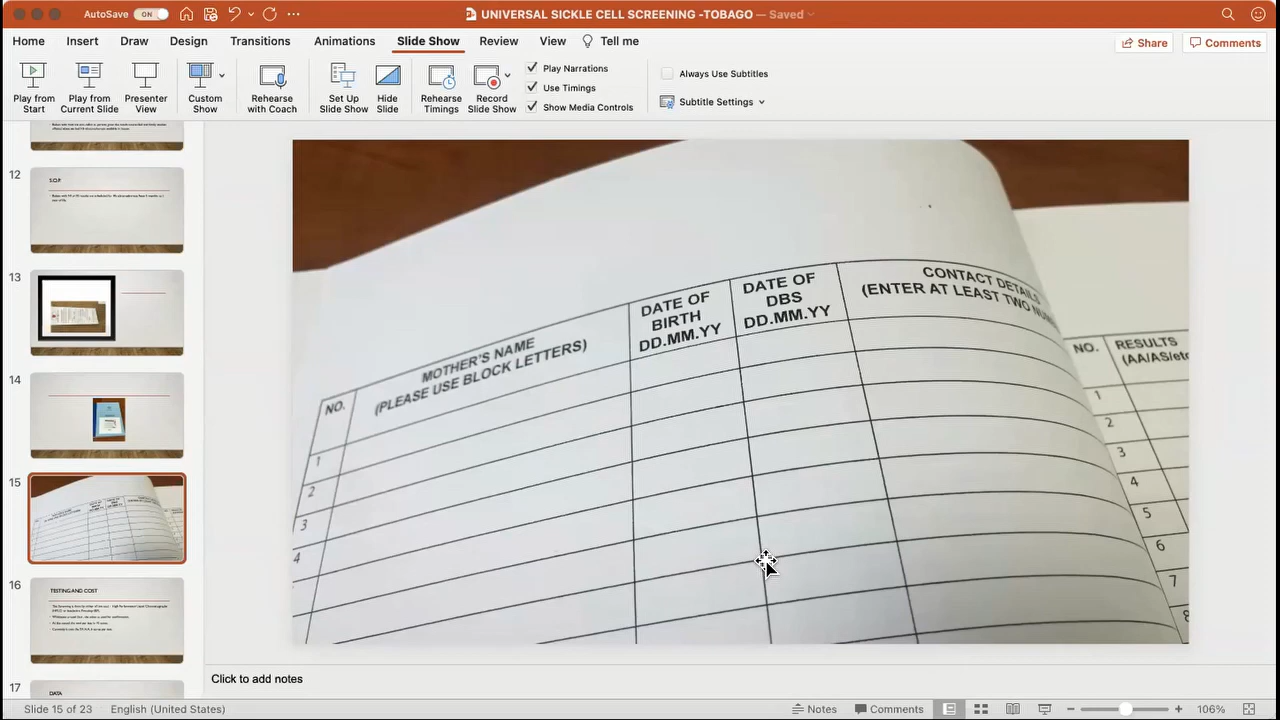 AutoSave ON
UNIVERSAL SICKLE CELL SCREENING -TOBAGO — Saved
Home Insert Draw Design Transitions Animations Slide Show Review View Tell me
Share Comments
Play from Start
Play from Current Slide
Presenter View
Custom Show
Rehearse with Coach
Set Up Slide Show
Hide Slide
Rehearse Timings
Record Slide Show
Play Narrations
Use Timings
Show Media Controls
Always Use Subtitles
Subtitle Settings
12
S.O.P
13
14
15
16
TESTING AND COST
17
DATA
NO.
MOTHER'S NAME
(PLEASE USE BLOCK LETTERS)
DATE OF
BIRTH
DD.MM.YY
DATE OF
DBS
DD.MM.YY
CONTACT DETAILS
(ENTER AT LEAST TWO
1
2
3
4
NO.
RESULTS
(AA/AS/etc
1
2
3
4
5
6
7
8
Click to add notes
Slide 15 of 23 English (United States)
Notes Comments 106%